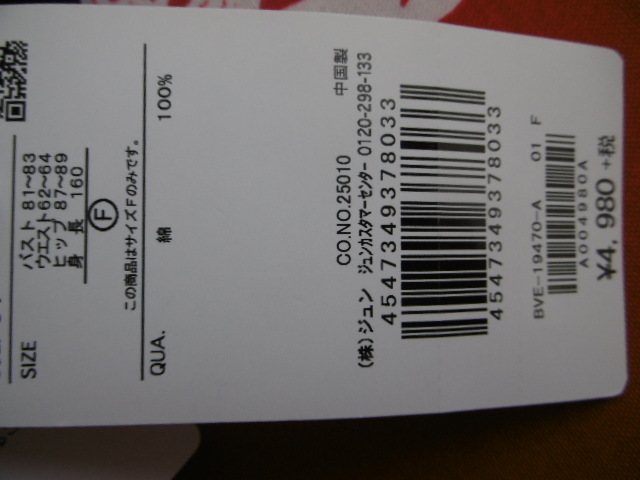 SIZE
バスト 81~83
ウエスト 62~64
ヒップ 87~89
身 長 160
F
この商品はサイズFのみです。
QUA. 綿 100%
CO.NO.25010 中国製
(株)ジュン ジュンカスタマーセンター 0120-298-133
4547349378033
4547349378033
BVE-19470-A 01 F
A004980A
¥4,980+税